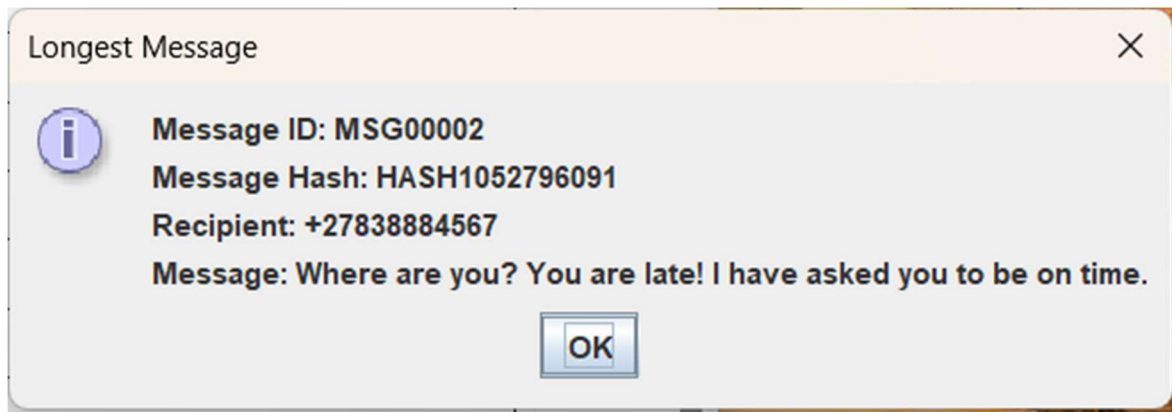 Longest Message
Message ID: MSG00002
Message Hash: HASH1052796091
Recipient: +27838884567
Message: Where are you? You are late! I have asked you to be on time.
OK